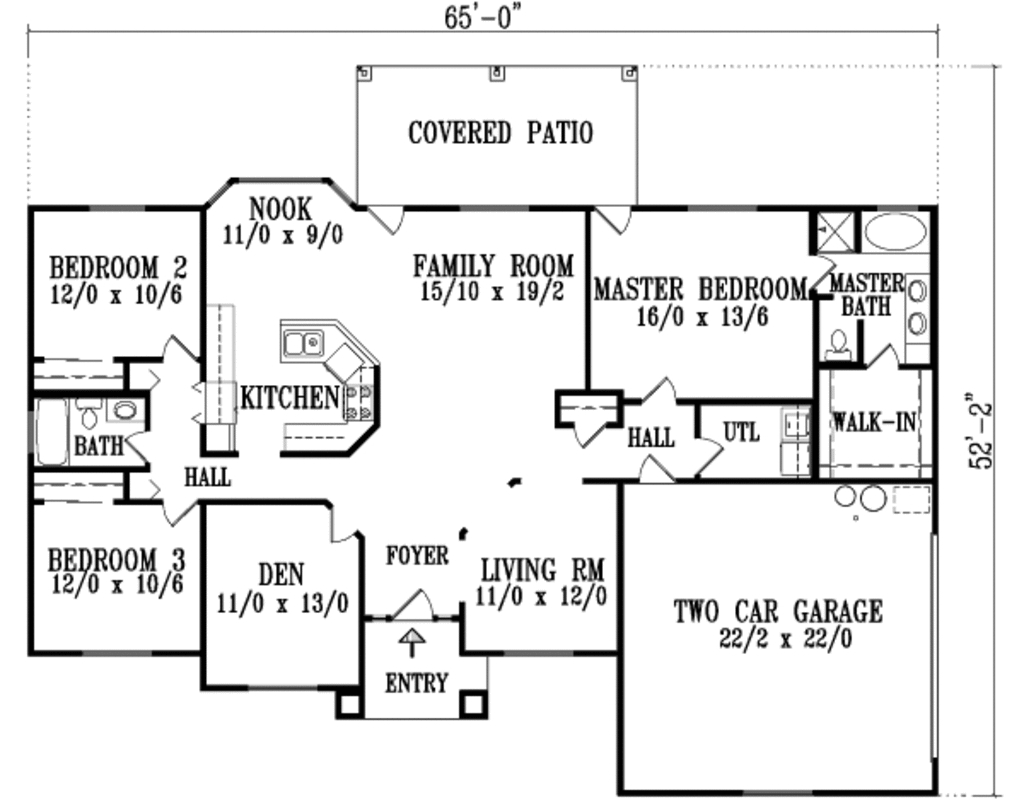 65'-0"
COVERED PATIO
NOOK
11/0 x 9/0
BEDROOM 2
12/0 x 10/6
FAMILY ROOM
15/10 x 19/2
MASTER BEDROOM
16/0 x 13/6
MASTER
BATH
KITCHEN
BATH
HALL
HALL
UTL
WALK-IN
52'-2"
BEDROOM 3
12/0 x 10/6
DEN
11/0 x 13/0
FOYER
LIVING RM
11/0 x 12/0
TWO CAR GARAGE
22/2 x 22/0
ENTRY